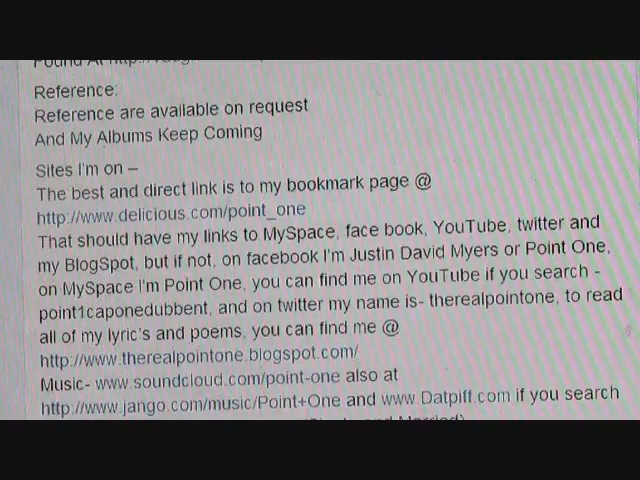 Found At http://
Reference:
Reference are available on request
And My Albums Keep Coming
Sites I'm on –
The best and direct link is to my bookmark page @
http://www.delicious.com/point_one
That should have my links to MySpace, face book, YouTube, twitter and
my BlogSpot, but if not, on facebook I'm Justin David Myers or Point One,
on MySpace I'm Point One, you can find me on YouTube if you search -
point1caponedubbent, and on twitter my name is- therealpointone, to read
all of my lyric's and poems, you can find me @
http://www.therealpointone.blogspot.com/
Music- www.soundcloud.com/point-one also at
http://www.jango.com/music/Point+One and www.Datpiff.com if you search
and Married)